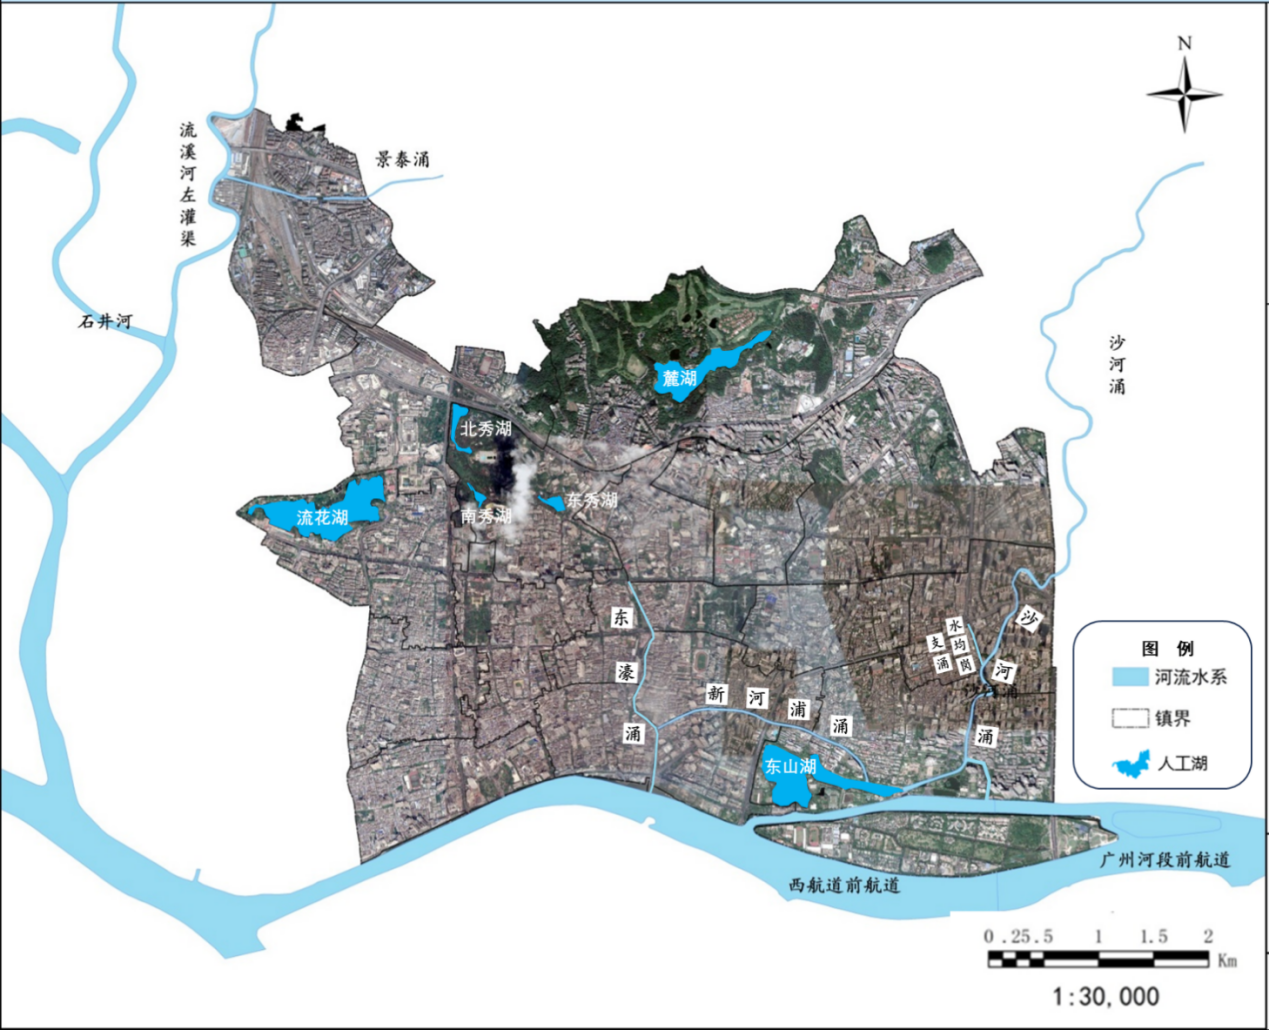 N
流溪河左灌渠
景泰涌
石井河
沙河涌
麓湖
北秀湖
南秀湖
东秀湖
流花湖
东濠涌
新河浦涌
水均岗支涌
沙河涌
东山湖
图 例
河流水系
镇界
人工湖
广州河段前航道
西航道前航道
0 .25.5 1 1.5 2
Km
1:30,000